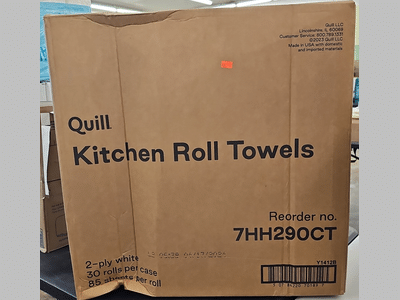 Quill LLC
Lincolnshire, IL 60069
Customer Service: 800.789.1331
©2023 Quill LLC
Made in USA with domestic
and imported materials
Quill
Kitchen Roll Towels
Reorder no.
7HH290CT
2-ply white
30 rolls per case
85 sheets per roll
Y14126